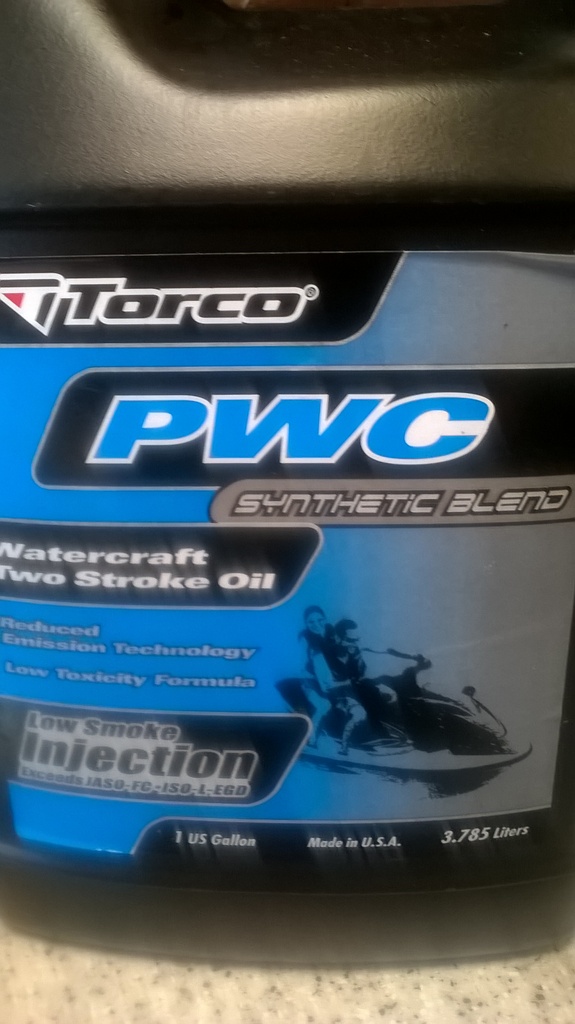 Torco®
PWC
SYNTHETIC BLEND
Watercraft
Two Stroke Oil
Reduced
Emission Technology
Low Toxicity Formula
Low Smoke
Injection
Exceeds JASO-FC-ISO-L-EGD
1 US Gallon Made in U.S.A. 3.785 Liters